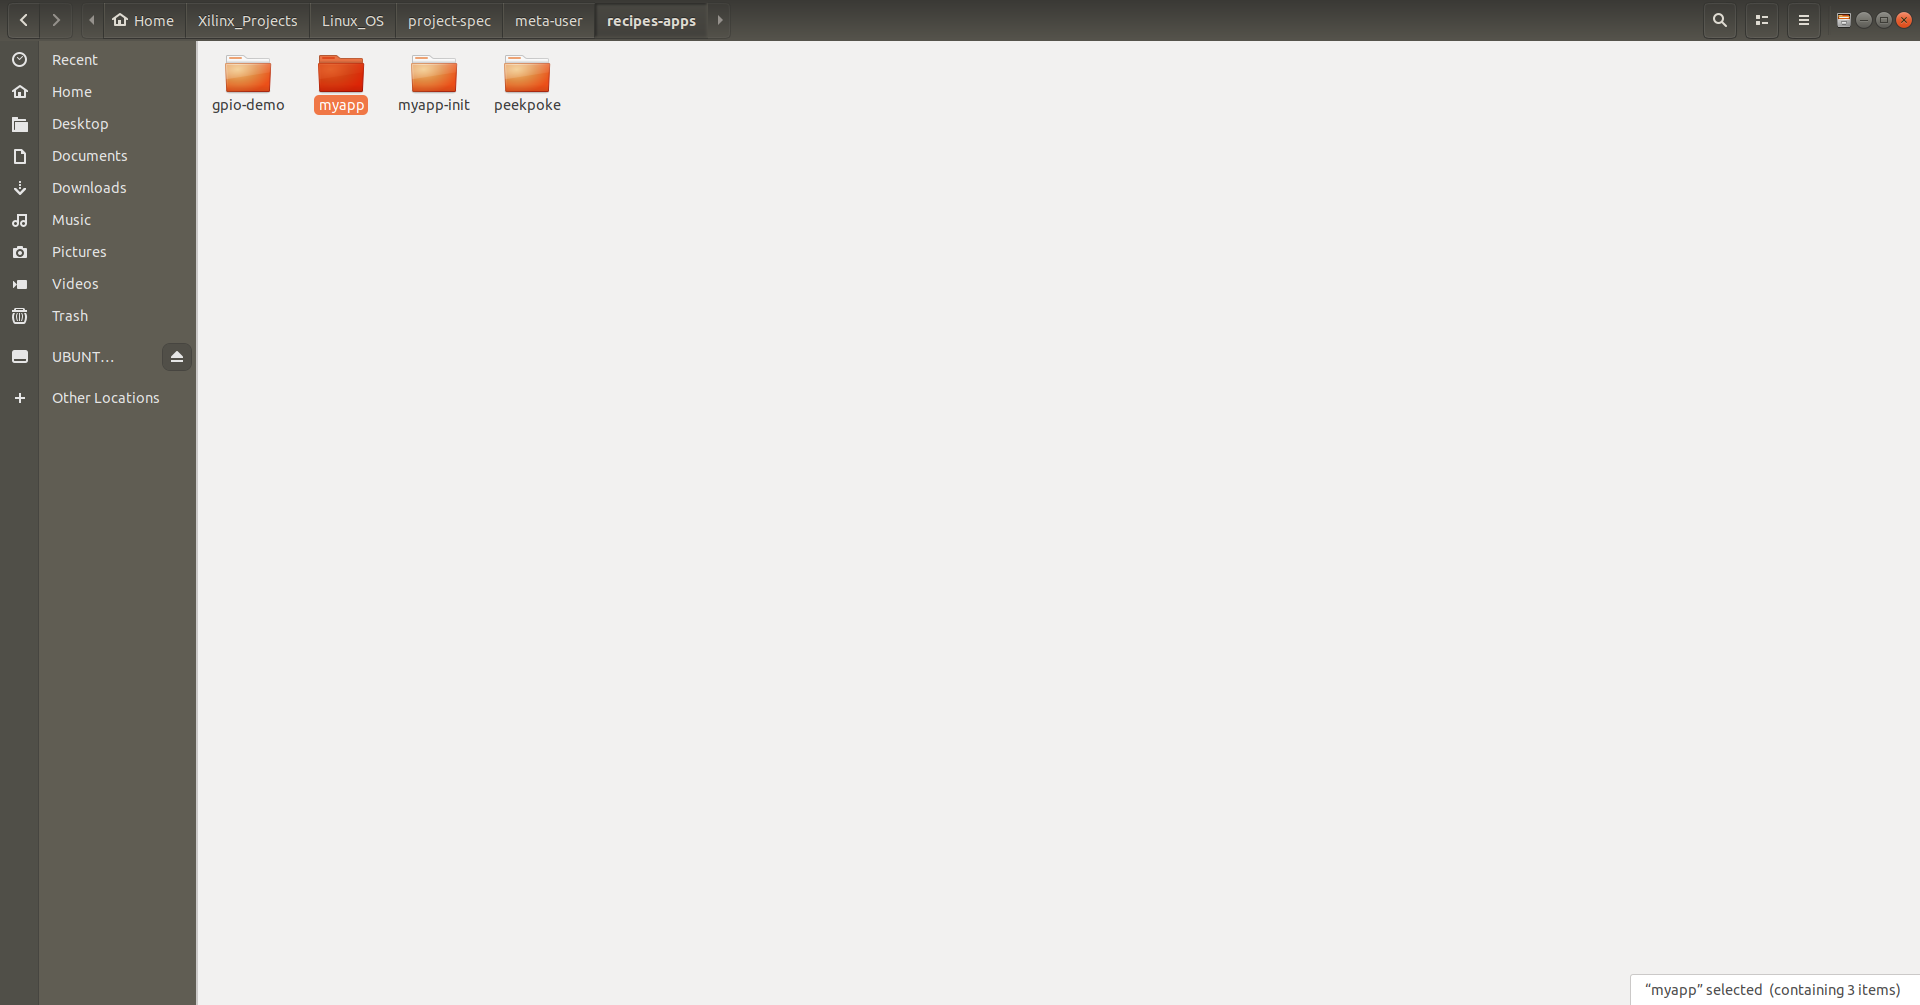 Home Xilinx_Projects Linux_OS project-spec meta-user recipes-apps
Recent
Home
Desktop
Documents
Downloads
Music
Pictures
Videos
Trash
UBUNT...
Other Locations
gpio-demo myapp myapp-init peekpoke
“myapp” selected (containing 3 items)